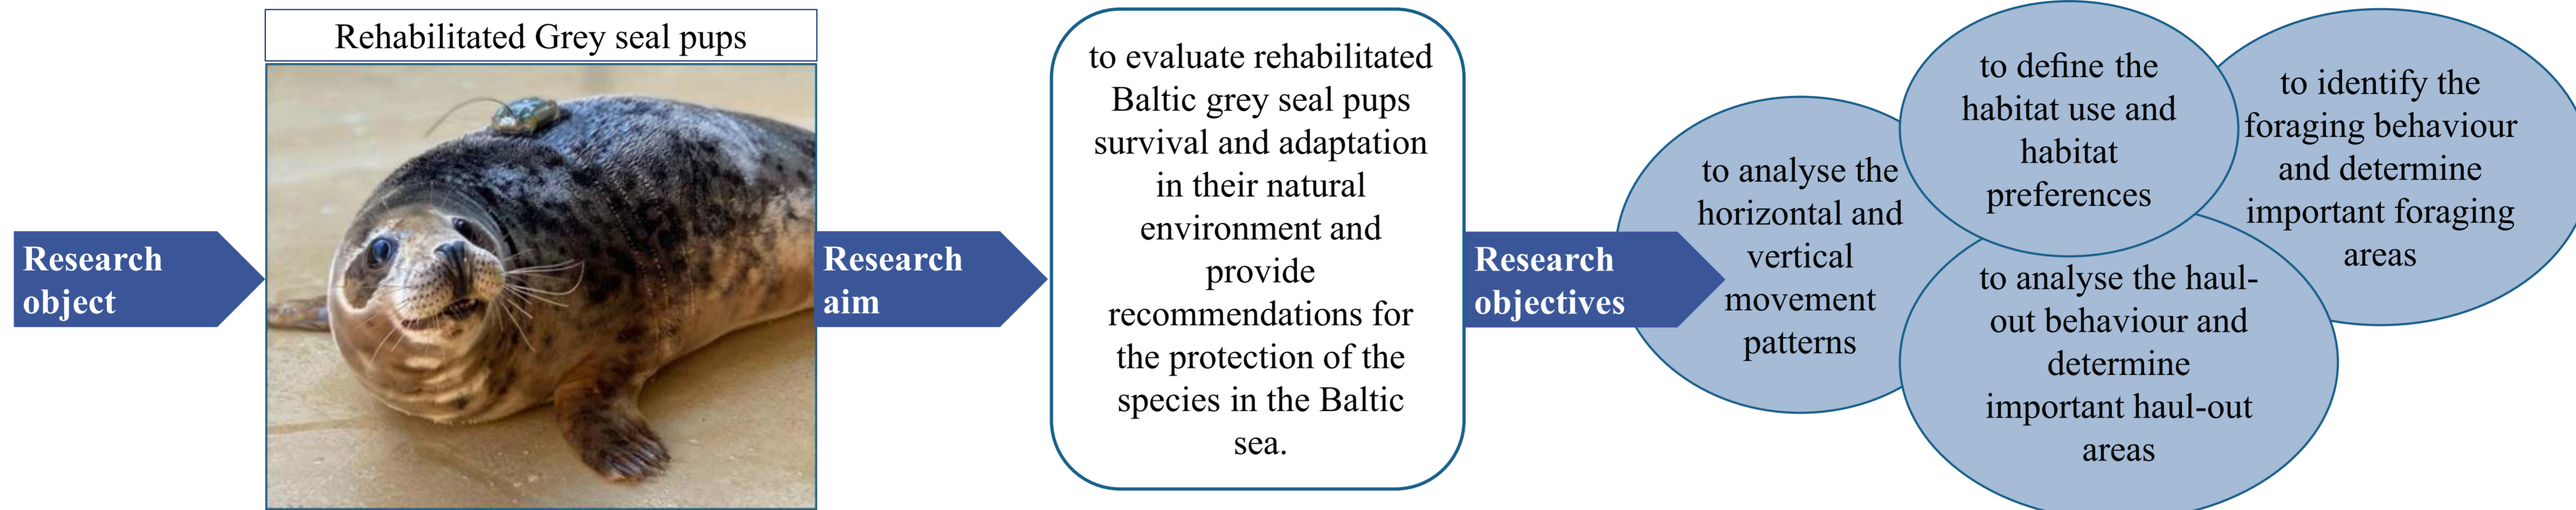 Rehabilitated Grey seal pups
Research
object
Research
aim
to evaluate rehabilitated
Baltic grey seal pups
survival and adaptation
in their natural
environment and
provide
recommendations for
the protection of the
species in the Baltic
sea.
Research
objectives
to analyse the
horizontal and
vertical
movement
patterns
to define the
habitat use and
habitat
preferences
to identify the
foraging behaviour
and determine
important foraging
areas
to analyse the haul-
out behaviour and
determine
important haul-out
areas